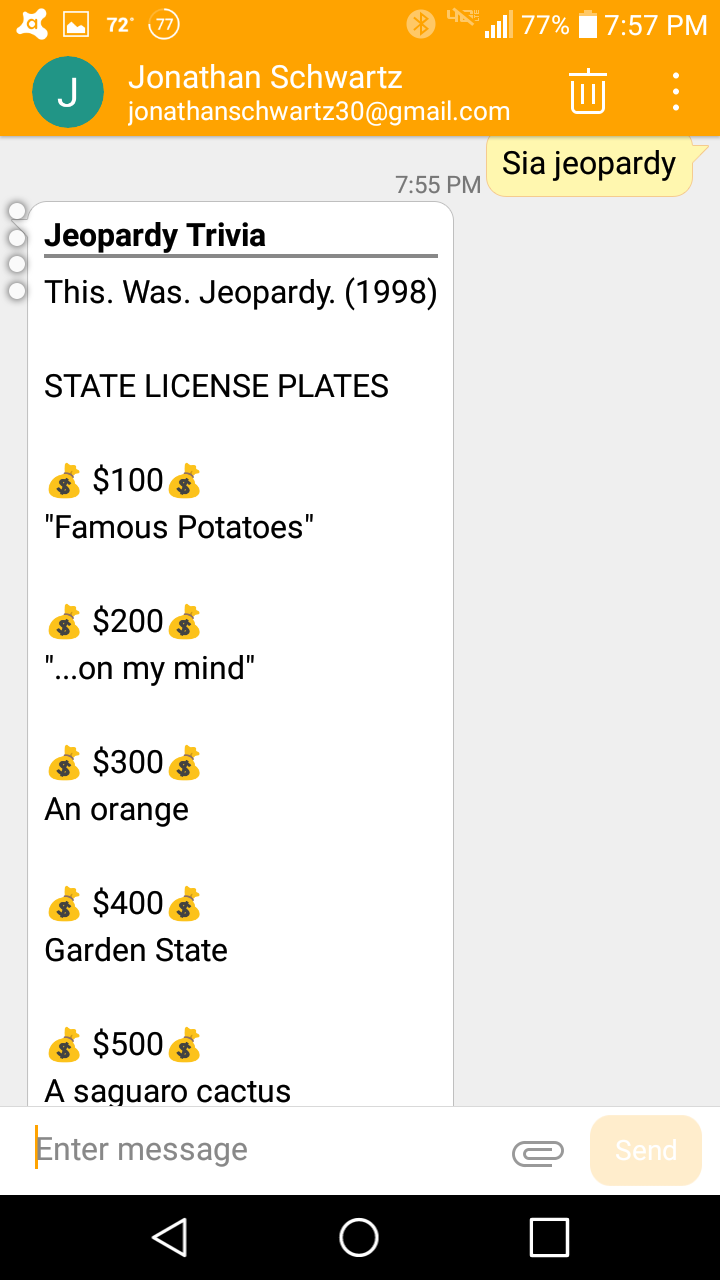 72°
77
77%
7:57 PM
J
Jonathan Schwartz
jonathanschwartz30@gmail.com
Sia jeopardy
7:55 PM
Jeopardy Trivia
This. Was. Jeopardy. (1998)
STATE LICENSE PLATES
💰 $100💰
"Famous Potatoes"
💰 $200💰
"...on my mind"
💰 $300💰
An orange
💰 $400💰
Garden State
💰 $500💰
A saguaro cactus
Enter message
Send